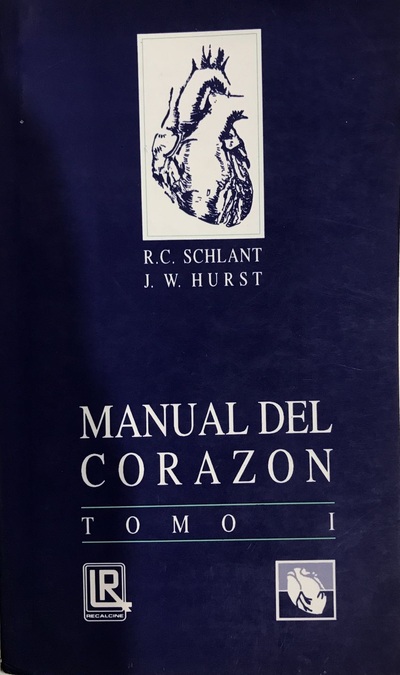 R.C. SCHLANT
J. W. HURST
MANUAL DEL
CORAZON
TOMO I
LR
RECALCINE